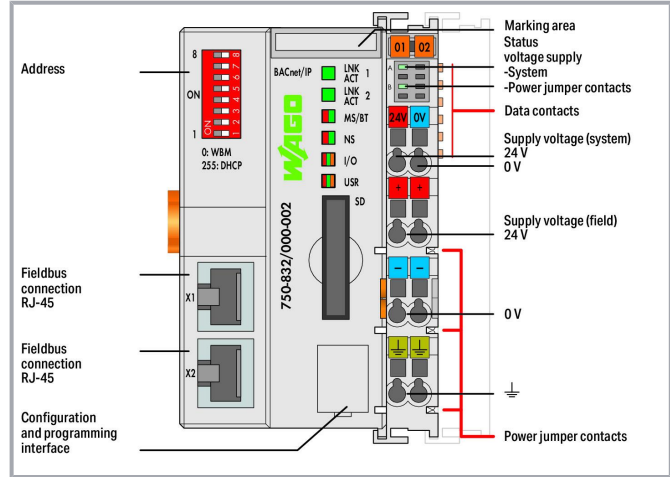 Address
8
ON
1
ON
1 2 3 4 5 6 7 8
0: WBM
255: DHCP
Fieldbus
connection
RJ-45
X1
Fieldbus
connection
RJ-45
X2
Configuration
and programming
interface
BACnet/IP
LNK
ACT 1
LNK
ACT 2
MS/BT
NS
I/O
USR
WAGO
SD
750-832/000-002
01 02
A
B
24V 0V
+ +
− −
Marking area
Status
voltage supply
-System
-Power jumper contacts
Data contacts
Supply voltage (system)
24 V
0 V
Supply voltage (field)
24 V
0 V
Power jumper contacts